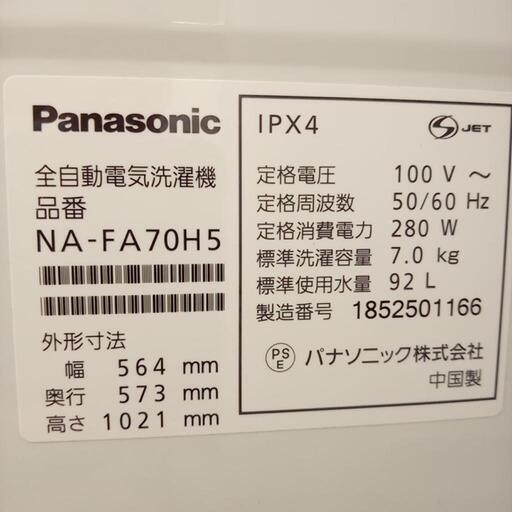 Panasonic
全自動電気洗濯機
品番
NA-FA70H5
外形寸法
幅 564 mm
奥行 573 mm
高さ 1021 mm
IPX4
S JET
定格電圧 100 V ～
定格周波数 50/60 Hz
定格消費電力 280 W
標準洗濯容量 7.0 kg
標準使用水量 92 L
製造番号 1852501166
PSE パナソニック株式会社
中国製